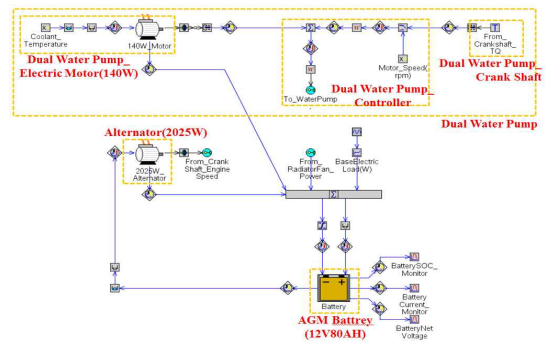 Coolant_
Temperature
140W_Motor
Dual Water Pump_
Electric Motor(140W)
To_WaterPump
Motor_Speed(
rpm)
Dual Water Pump_
Controller
From_
Crankshaft_
TQ
Dual Water Pump_
Crank Shaft
Dual Water Pump
Alternator(2025W)
2025W_
Alternator
From_Crank
Shaft_Engine
Speed
From_
RadiatorFan_
Power
BaseElectric
Load(W)
Battery
AGM Battrey
(12V80AH)
BatterySOC_
Monitor
Battery
Current_
Monitor
BatteryNet
Voltage